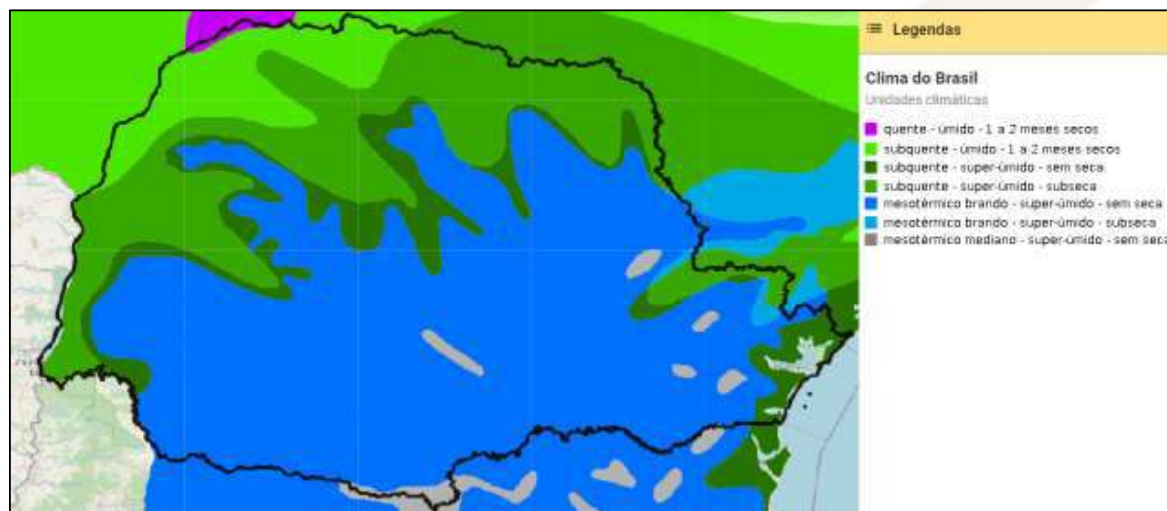 Legendas
Clima do Brasil
Unidades climáticas
quente - úmido - 1 a 2 meses secos
subquente - úmido - 1 a 2 meses secos
subquente - super-úmido - sem seca
subquente - super-úmido - subseca
mesotérmico brando - super-úmido - sem seca
mesotérmico brando - super-úmido - subseca
mesotérmico mediano - super-úmido - sem seca